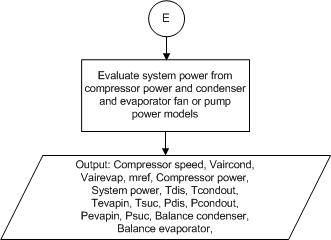 E
Evaluate system power from
compressor power and condenser
and evaporator fan or pump
power models
Output: Compressor speed, Vaircond,
Vairevap, mref, Compressor power,
System power, Tdis, Tcondout,
Tevapin, Tsuc, Pdis, Pcondout,
Pevapin, Psuc, Balance condenser,
Balance evaporator,